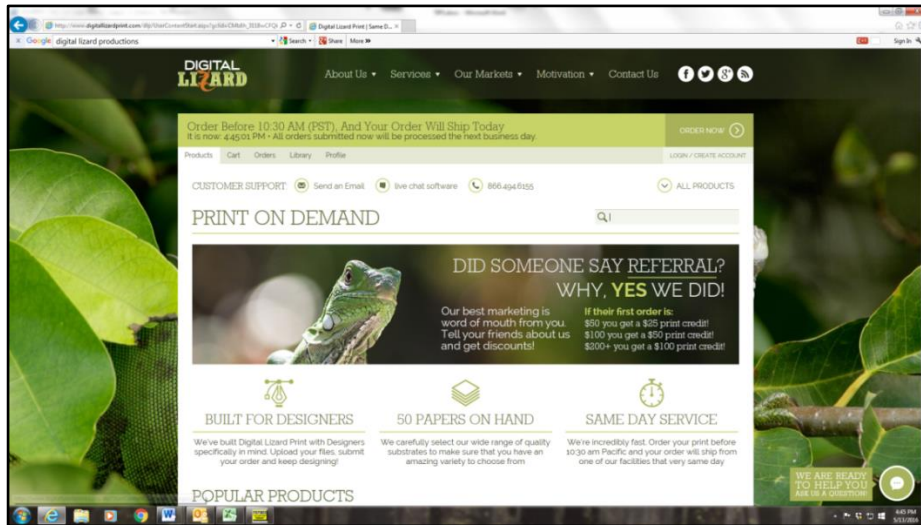 digital lizard productions
Search
Share
More »
Sign In
DIGITAL
LIZARD
About Us
Services
Our Markets
Motivation
Contact Us
Order Before 10:30 AM (PST), And Your Order Will Ship Today
It is now: 4:45:01 PM • All orders submitted now will be processed the next business day.
ORDER NOW
Products
Cart
Orders
Library
Profile
LOGIN / CREATE ACCOUNT
CUSTOMER SUPPORT:
Send an Email
live chat software
866.494.6155
ALL PRODUCTS
PRINT ON DEMAND
DID SOMEONE SAY REFERRAL?
WHY, YES WE DID!
Our best marketing is
word of mouth from you.
Tell your friends about us
and get discounts!
If their first order is:
$50 you get a $25 print credit!
$100 you get a $50 print credit!
$200+ you get a $100 print credit!
BUILT FOR DESIGNERS
We've built Digital Lizard Print with Designers
specifically in mind. Upload your files, submit
your order and keep designing!
50 PAPERS ON HAND
We carefully select our wide range of quality
substrates to make sure that you have an
amazing variety to choose from
SAME DAY SERVICE
We're incredibly fast. Order your print before
10:30 am Pacific and your order will ship from
one of our facilities that very same day
WE ARE READY
TO HELP YOU
ASK US A QUESTION!
POPULAR PRODUCTS
4:45 PM